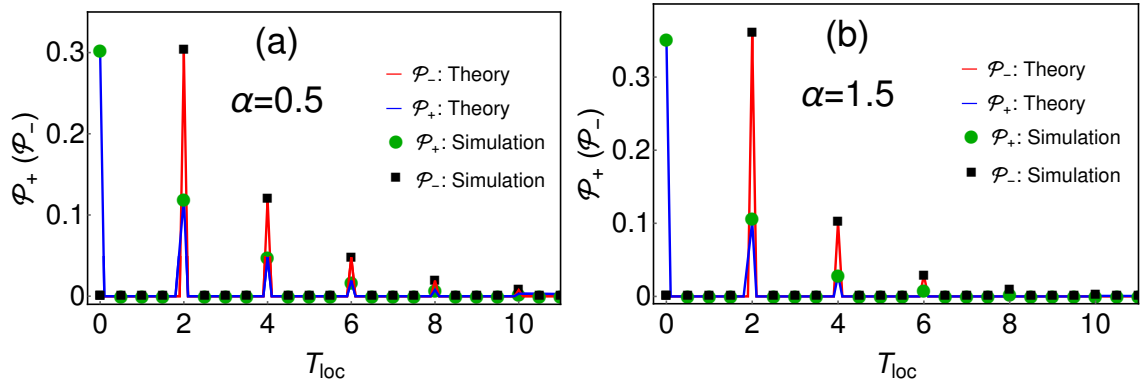 (a)
α=0.5
𝒫₊ (𝒫₋)
0.3
0.2
0.1
0
𝒫₋: Theory
𝒫₊: Theory
𝒫₊: Simulation
𝒫₋: Simulation
0 2 4 6 8 10
T_loc
(b)
α=1.5
𝒫₊ (𝒫₋)
0.3
0.2
0.1
0
𝒫₋: Theory
𝒫₊: Theory
𝒫₊: Simulation
𝒫₋: Simulation
0 2 4 6 8 10
T_loc